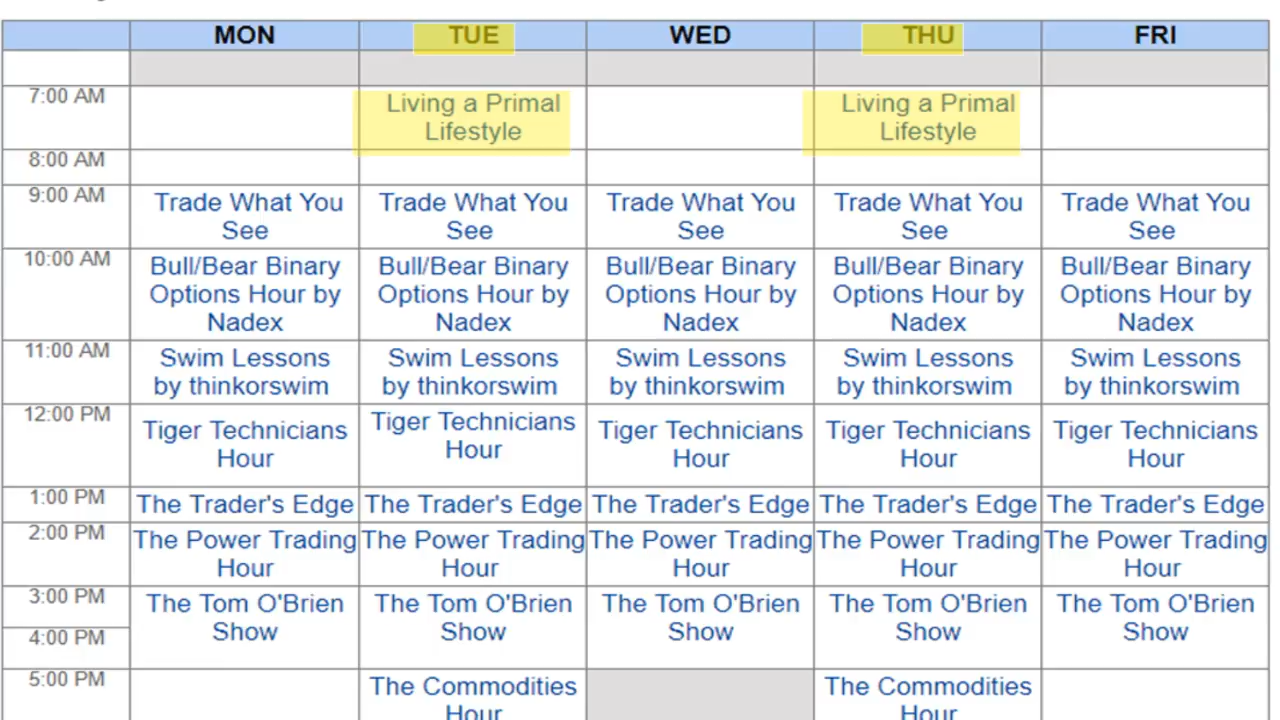 MON TUE WED THU FRI
7:00 AM Living a Primal Living a Primal
Lifestyle Lifestyle
8:00 AM
9:00 AM Trade What You Trade What You Trade What You Trade What You Trade What You
See See See See See
10:00 AM Bull/Bear Binary Bull/Bear Binary Bull/Bear Binary Bull/Bear Binary Bull/Bear Binary
Options Hour by Options Hour by Options Hour by Options Hour by Options Hour by
Nadex Nadex Nadex Nadex Nadex
11:00 AM Swim Lessons Swim Lessons Swim Lessons Swim Lessons Swim Lessons
by thinkorswim by thinkorswim by thinkorswim by thinkorswim by thinkorswim
12:00 PM Tiger Technicians Tiger Technicians Tiger Technicians Tiger Technicians Tiger Technicians
Hour Hour Hour Hour Hour
1:00 PM The Trader's Edge The Trader's Edge The Trader's Edge The Trader's Edge The Trader's Edge
2:00 PM The Power Trading The Power Trading The Power Trading The Power Trading The Power Trading
Hour Hour Hour Hour Hour
3:00 PM The Tom O'Brien The Tom O'Brien The Tom O'Brien The Tom O'Brien The Tom O'Brien
4:00 PM Show Show Show Show Show
5:00 PM The Commodities The Commodities
Hour Hour